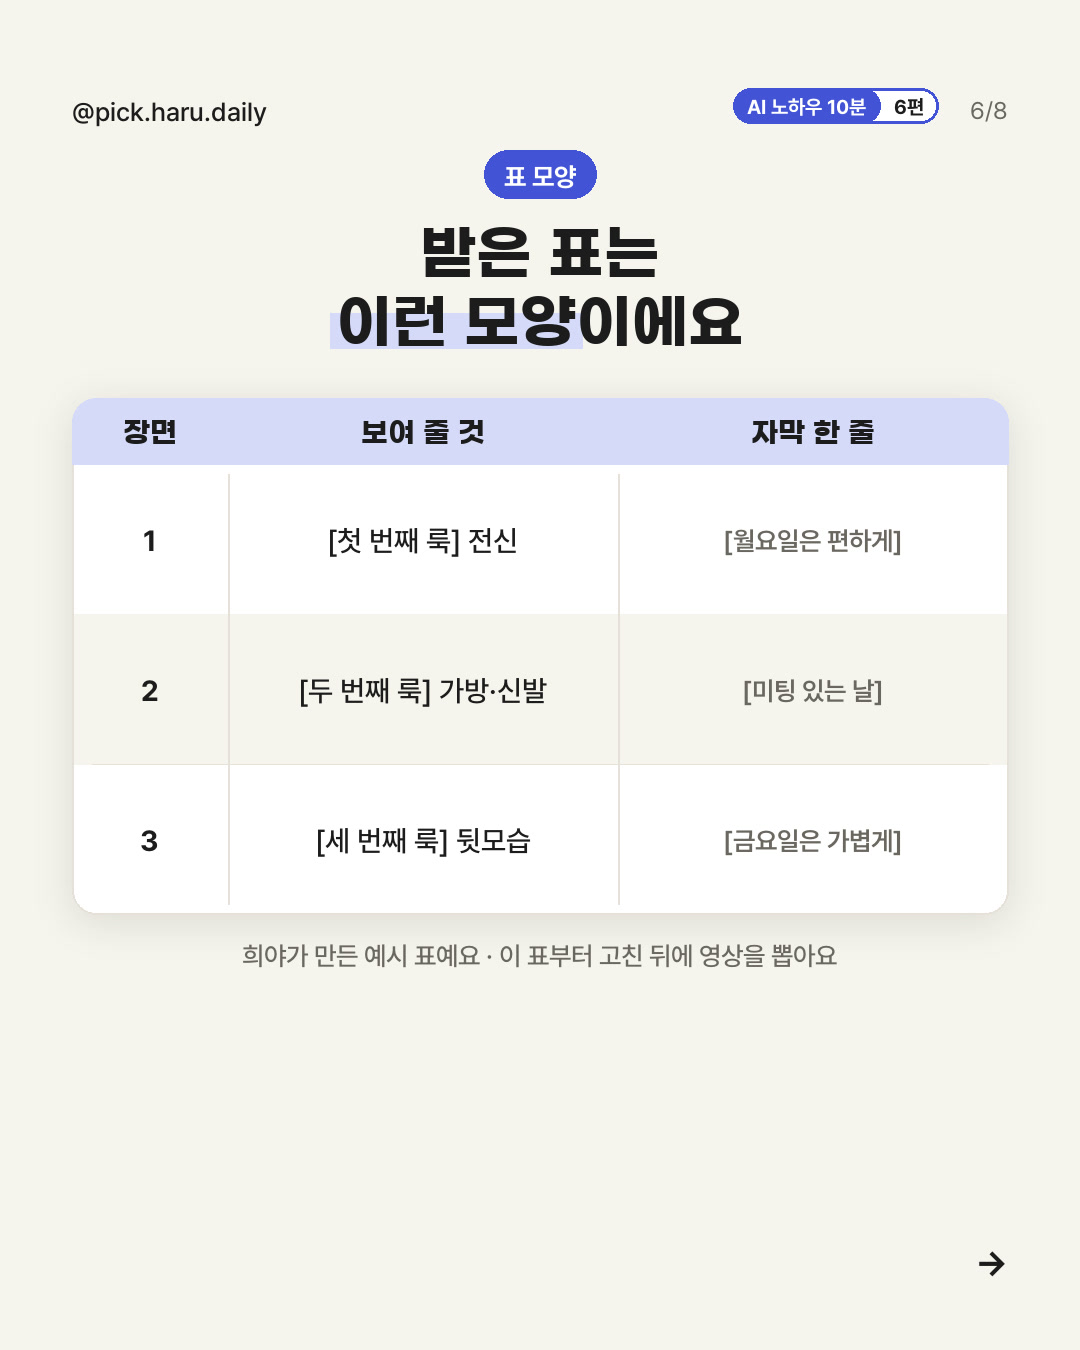 @pick.haru.daily
AI 노하우 10분 6편 6/8
표 모양
받은 표는
이런 모양이에요
장면 보여 줄 것 자막 한 줄
1 [첫 번째 룩] 전신 [월요일은 편하게]
2 [두 번째 룩] 가방·신발 [미팅 있는 날]
3 [세 번째 룩] 뒷모습 [금요일은 가볍게]
희야가 만든 예시 표예요 · 이 표부터 고친 뒤에 영상을 뽑아요
→